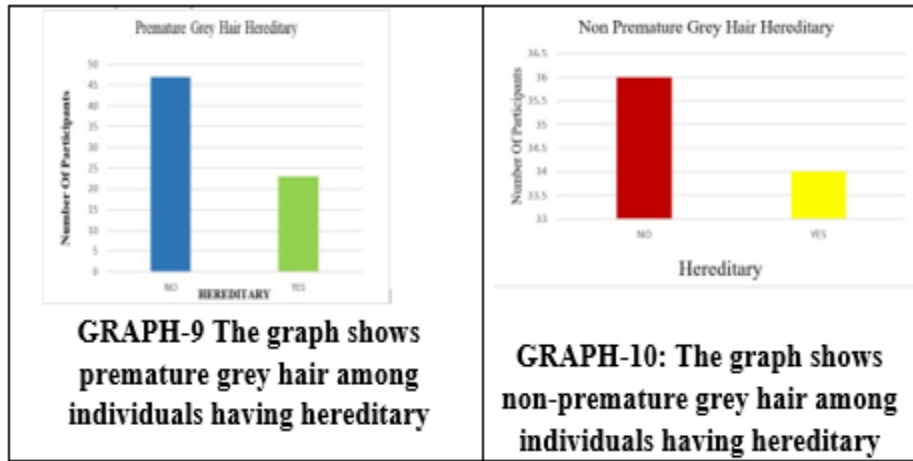 Premature Grey Hair Hereditary
50
45
40
35
30
25
20
15
10
5
0
Number Of Participants
NO
YES
HEREDITARY
GRAPH-9 The graph shows
premature grey hair among
individuals having hereditary
Non Premature Grey Hair Hereditary
36.5
36
35.5
35
34.5
34
33.5
33
Number Of Participants
NO
YES
Hereditary
GRAPH-10: The graph shows
non-premature grey hair among
individuals having hereditary